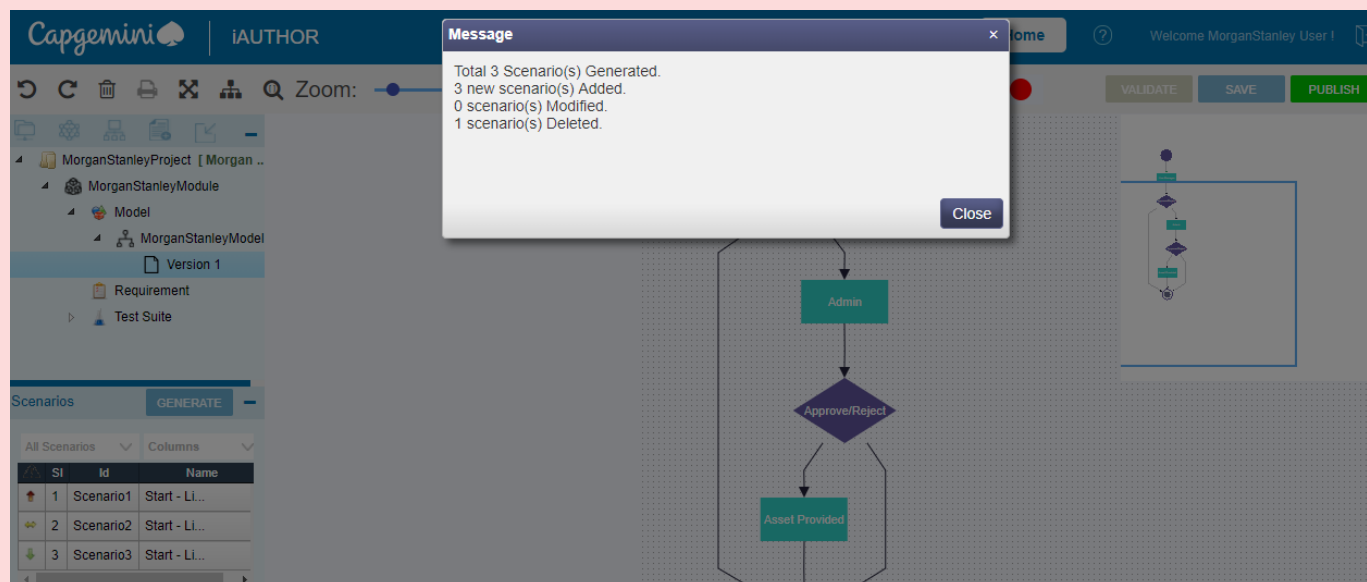 Capgemini
iAUTHOR
Message
×
Home
?
Welcome MorganStanley User !
Total 3 Scenario(s) Generated.
3 new scenario(s) Added.
0 scenario(s) Modified.
1 scenario(s) Deleted.
Close
Zoom:
VALIDATE
SAVE
PUBLISH
MorganStanleyProject [ Morgan ..
MorganStanleyModule
Model
MorganStanleyModel
Version 1
Requirement
Test Suite
Scenarios
GENERATE
All Scenarios
Columns
SI Id Name
1 Scenario1 Start - Li...
2 Scenario2 Start - Li...
3 Scenario3 Start - Li...
Admin
Approve/Reject
Asset Provided